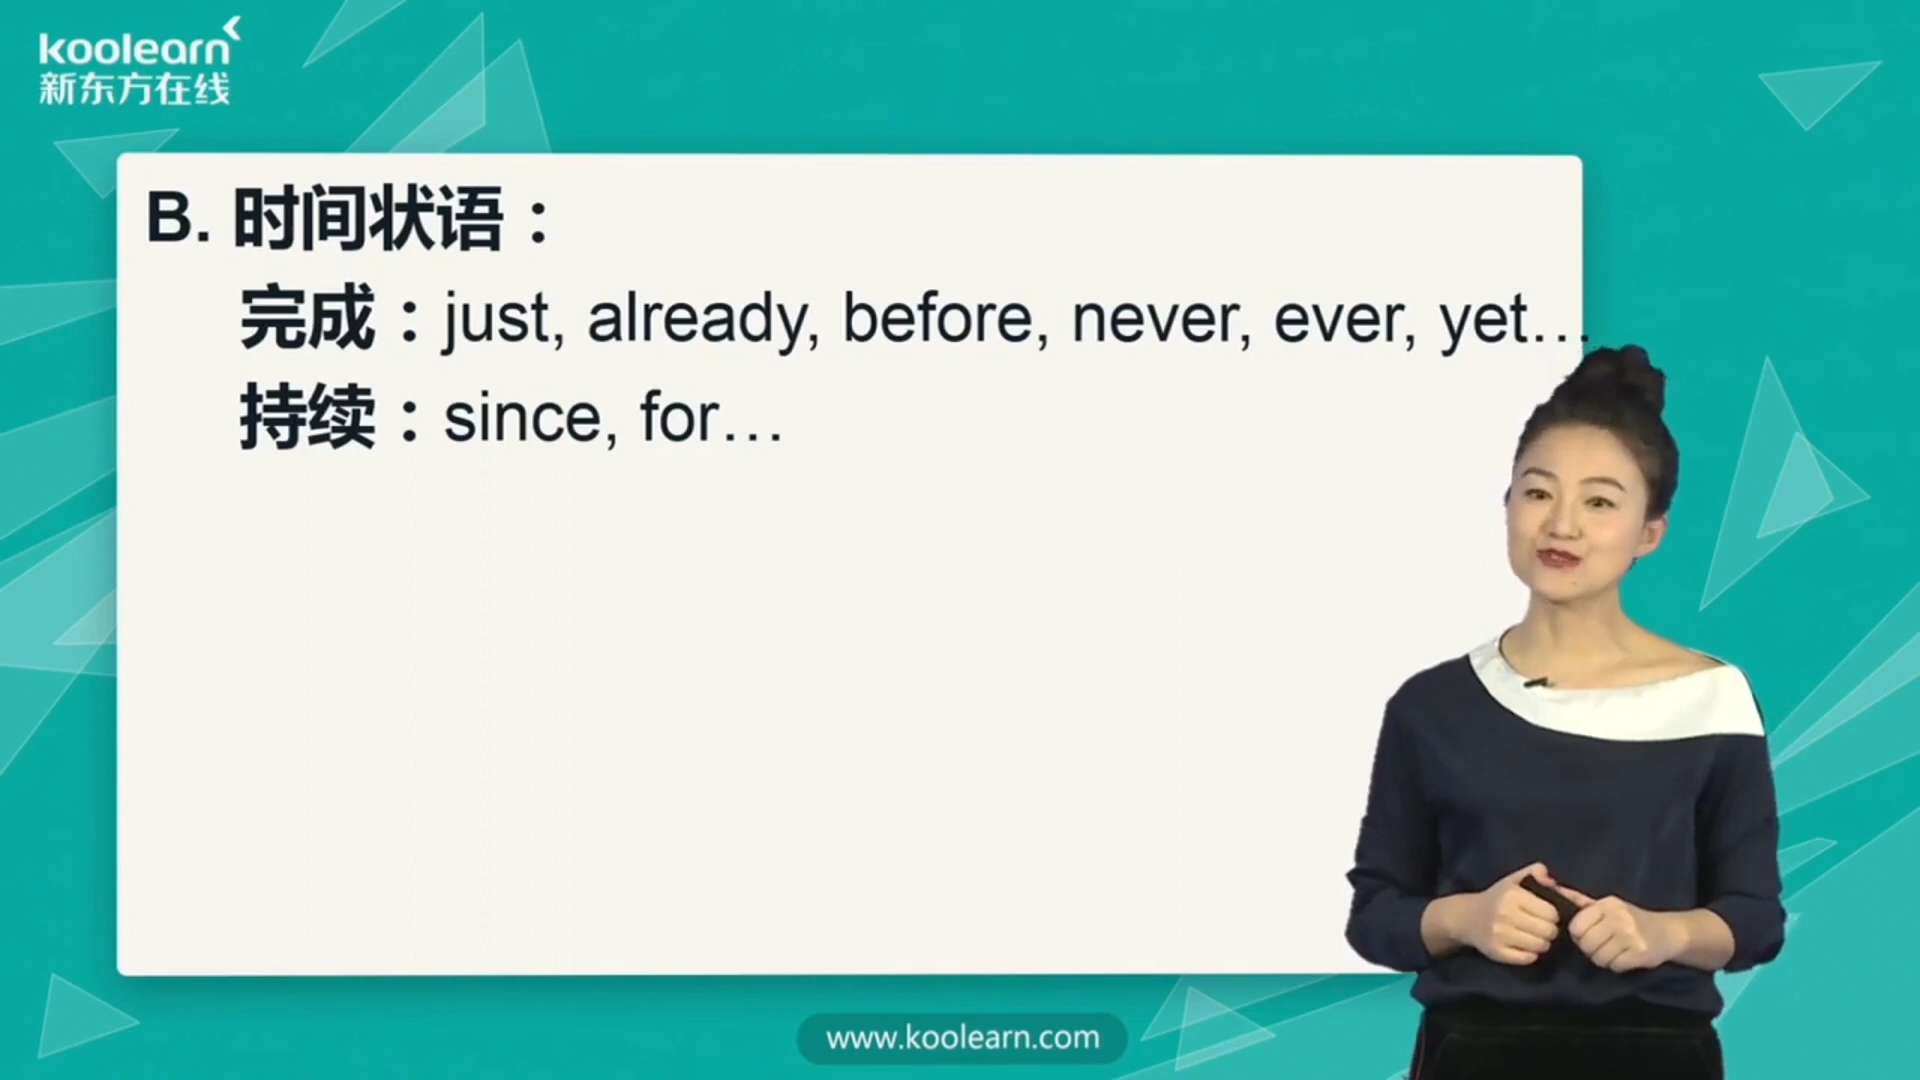 koolearn
新东方在线
B. 时间状语：
完成：just, already, before, never, ever, yet…
持续：since, for…
www.koolearn.com